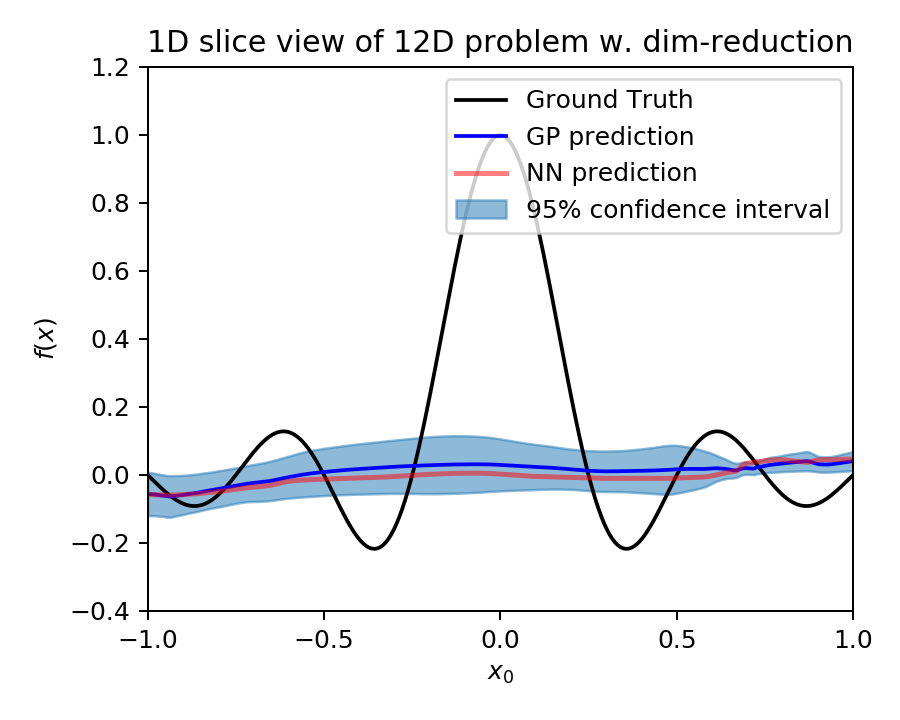 1D slice view of 12D problem w. dim-reduction
1.2
1.0
0.8
0.6
0.4
0.2
0.0
−0.2
−0.4
f(x)
Ground Truth
GP prediction
NN prediction
95% confidence interval
−1.0 −0.5 0.0 0.5 1.0
x₀